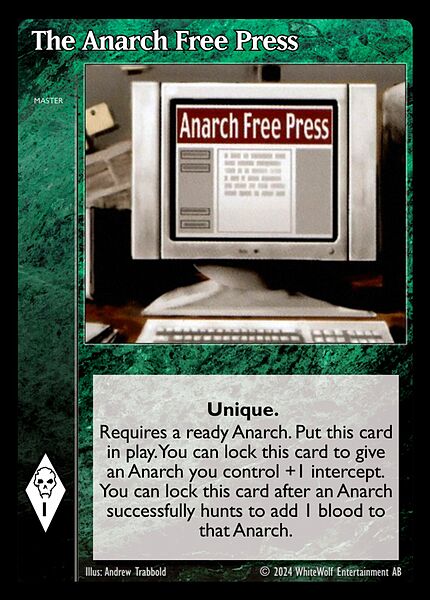 The Anarch Free Press
MASTER
Anarch Free Press
Unique.
Requires a ready Anarch. Put this card
in play. You can lock this card to give
an Anarch you control +1 intercept.
You can lock this card after an Anarch
successfully hunts to add 1 blood to
that Anarch.
1
Illus: Andrew Trabbold © 2024 WhiteWolf Entertainment AB